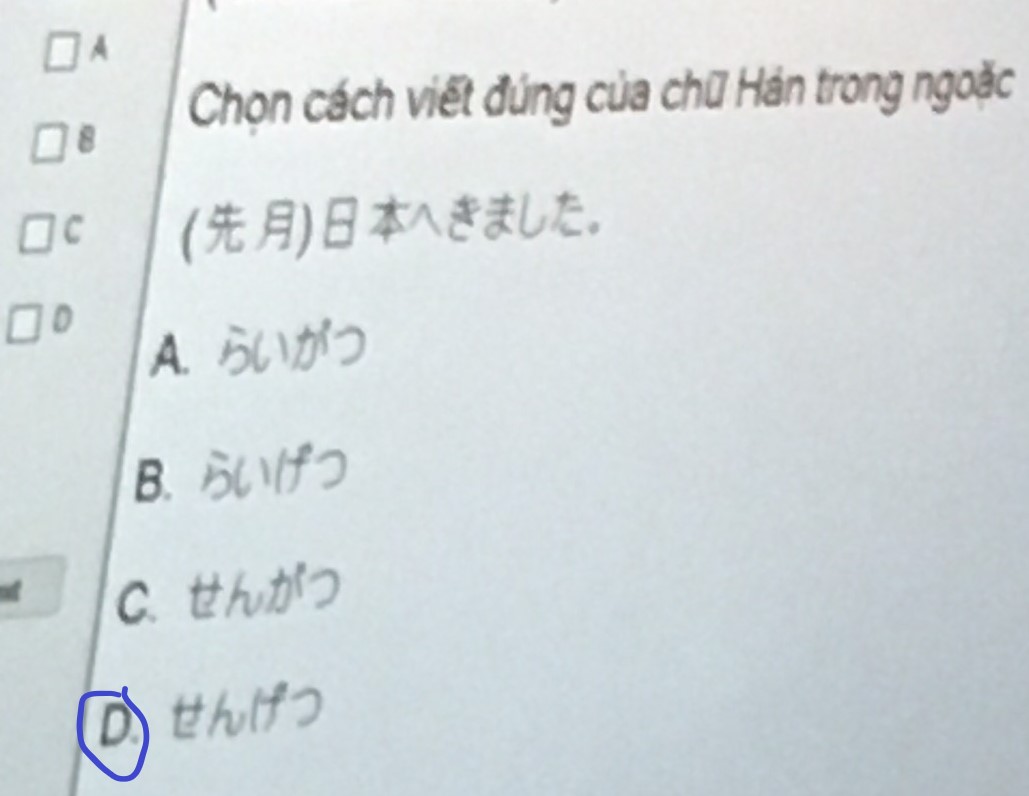 A
B
C
D
Chọn cách viết đúng của chữ Hán trong ngoặc
(先月)日本へきました。
A. らいがつ
B. らいげつ
C. せんがつ
D. せんげつ